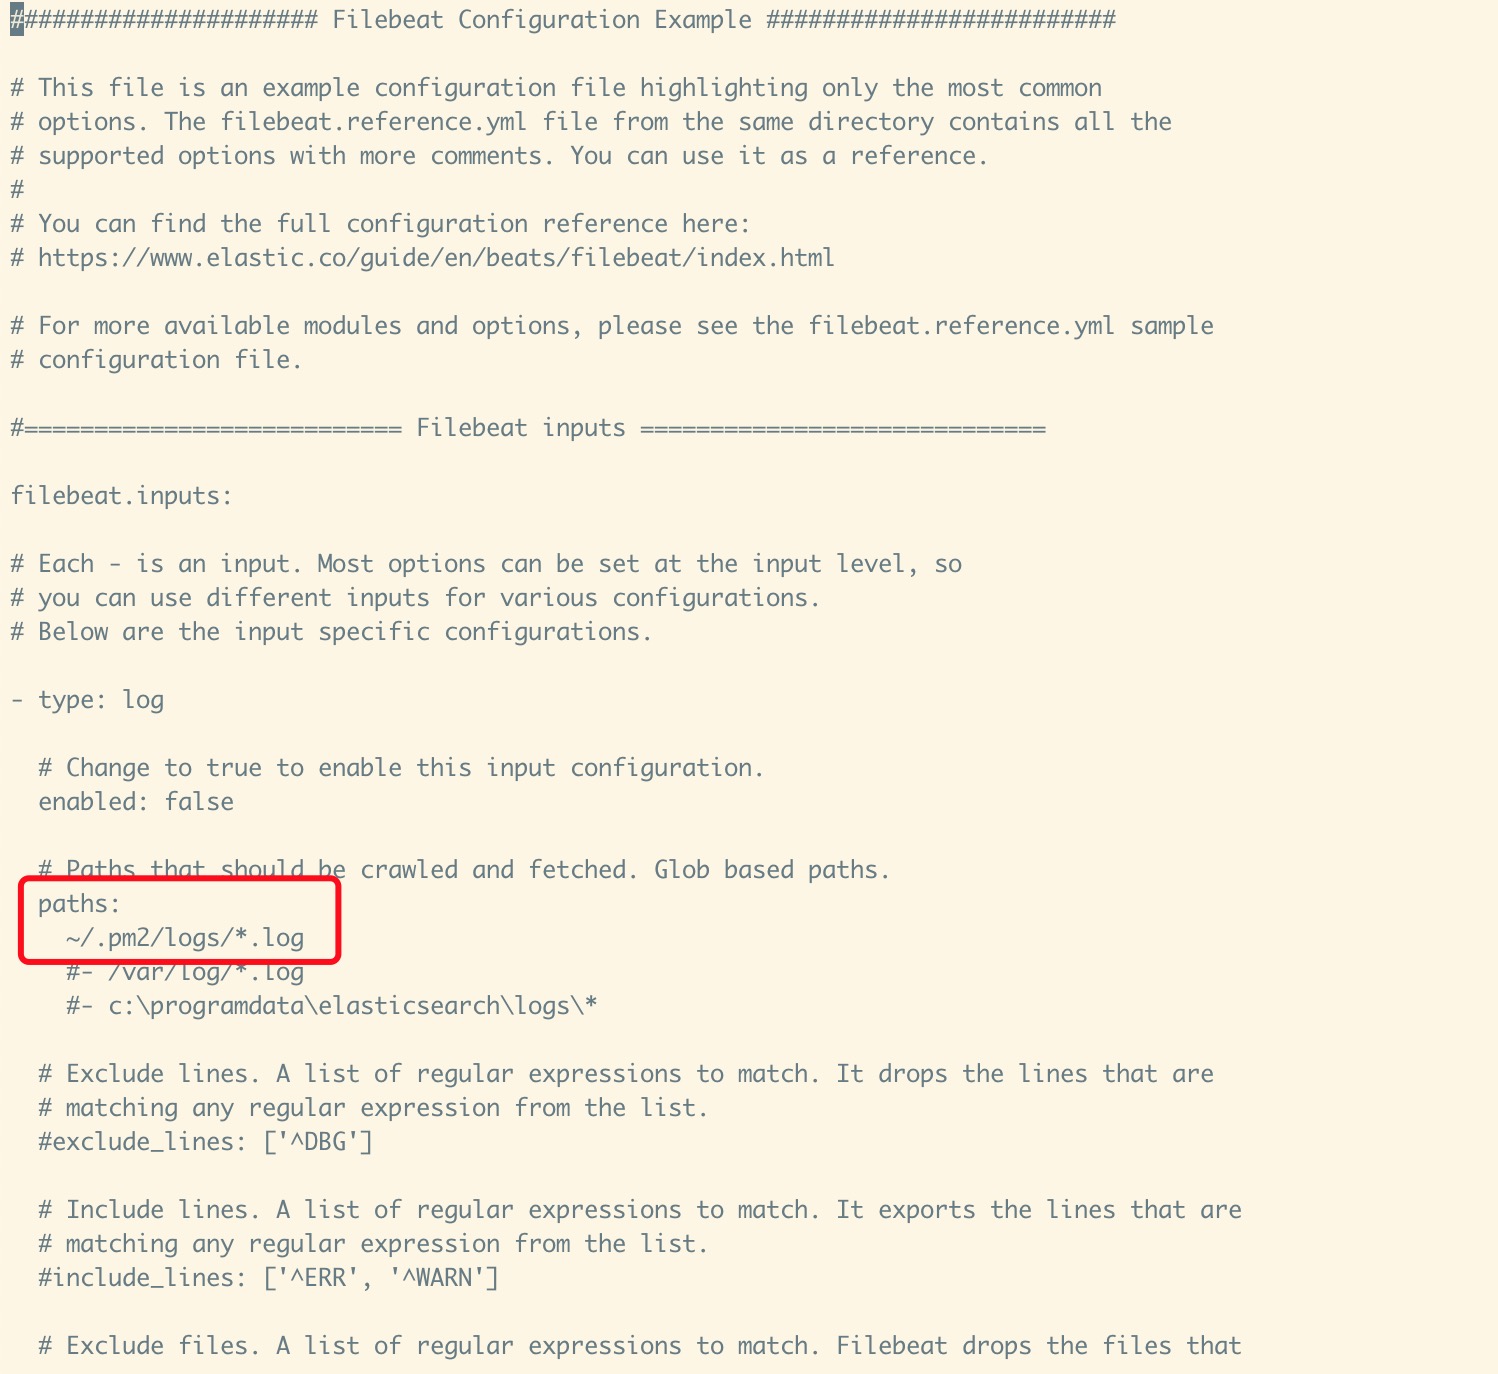 ###################### Filebeat Configuration Example #########################
# This file is an example configuration file highlighting only the most common
# options. The filebeat.reference.yml file from the same directory contains all the
# supported options with more comments. You can use it as a reference.
#
# You can find the full configuration reference here:
# https://www.elastic.co/guide/en/beats/filebeat/index.html
# For more available modules and options, please see the filebeat.reference.yml sample
# configuration file.
#=========================== Filebeat inputs =============================
filebeat.inputs:
# Each - is an input. Most options can be set at the input level, so
# you can use different inputs for various configurations.
# Below are the input specific configurations.
- type: log
  # Change to true to enable this input configuration.
  enabled: false
  # Paths that should be crawled and fetched. Glob based paths.
  paths:
    ~/.pm2/logs/*.log
    #- /var/log/*.log
    #- c:\programdata\elasticsearch\logs\*
  # Exclude lines. A list of regular expressions to match. It drops the lines that are
  # matching any regular expression from the list.
  #exclude_lines: ['^DBG']
  # Include lines. A list of regular expressions to match. It exports the lines that are
  # matching any regular expression from the list.
  #include_lines: ['^ERR', '^WARN']
  # Exclude files. A list of regular expressions to match. Filebeat drops the files that